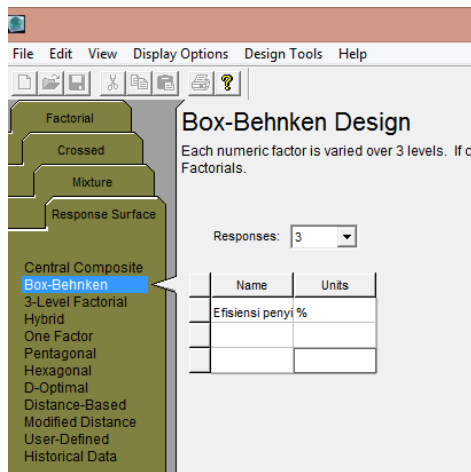 File Edit View Display Options Design Tools Help
Factorial
Crossed
Mixture
Response Surface
Central Composite
Box-Behnken
3-Level Factorial
Hybrid
One Factor
Pentagonal
Hexagonal
D-Optimal
Distance-Based
Modified Distance
User-Defined
Historical Data
Box-Behnken Design
Each numeric factor is varied over 3 levels. If c
Factorials.
Responses: 3
Name Units
Efisiensi penyi %